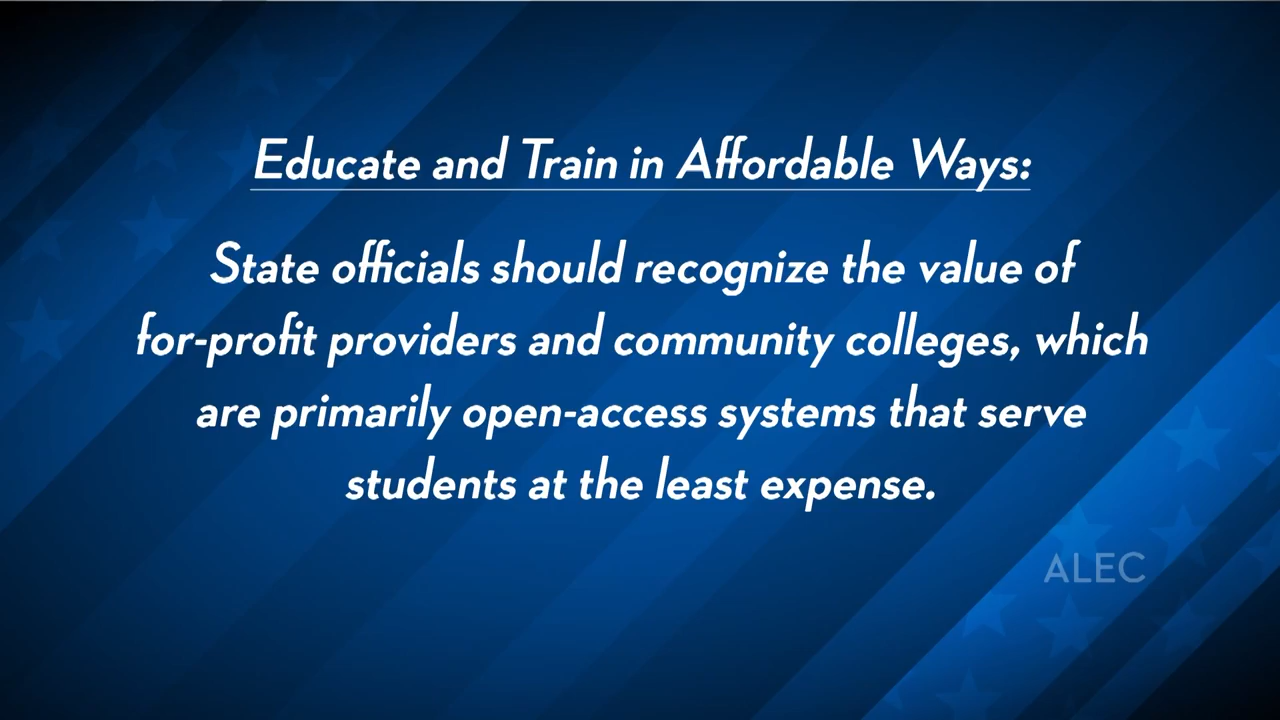 Educate and Train in Affordable Ways:
State officials should recognize the value of
for-profit providers and community colleges, which
are primarily open-access systems that serve
students at the least expense.
ALEC